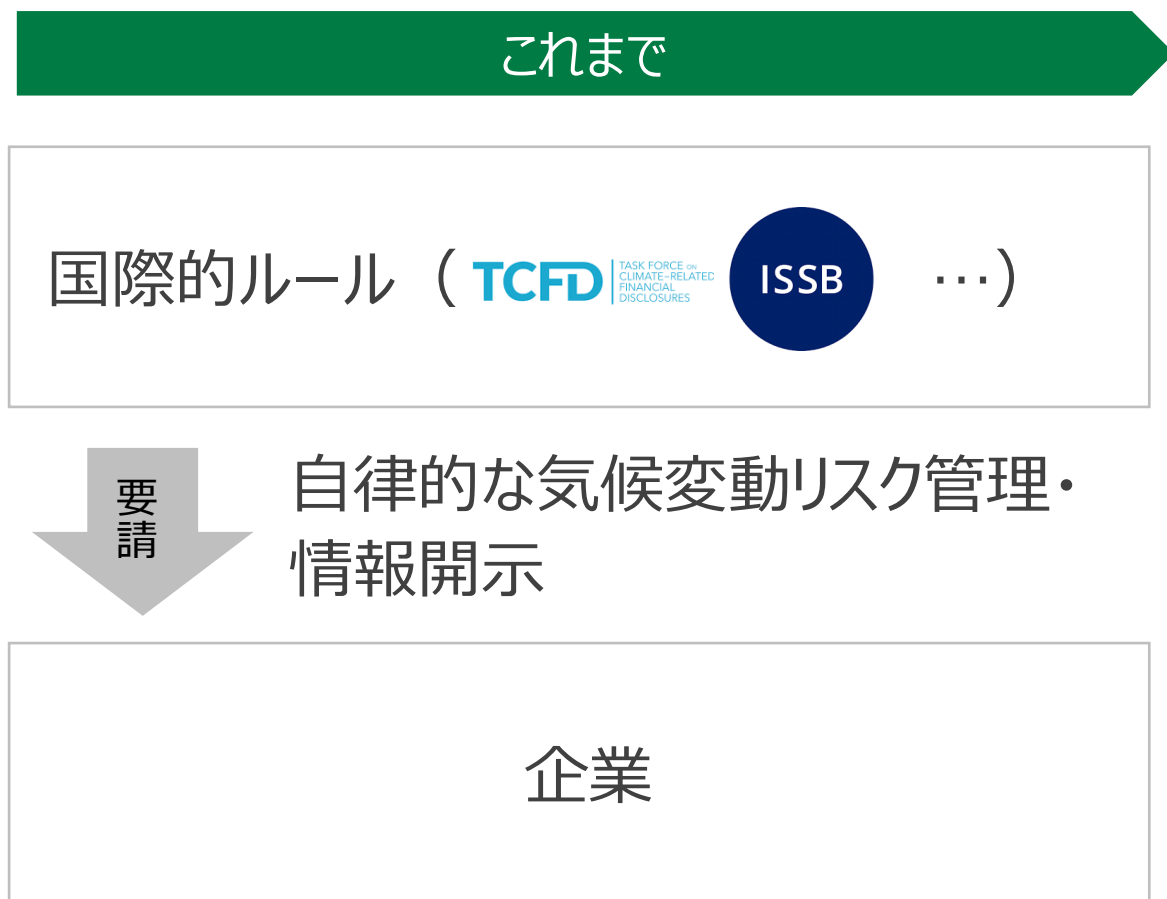 これまで
国際的ルール（ TCFD TASK FORCE ON CLIMATE-RELATED FINANCIAL DISCLOSURES ISSB …）
要請
自律的な気候変動リスク管理・
情報開示
企業